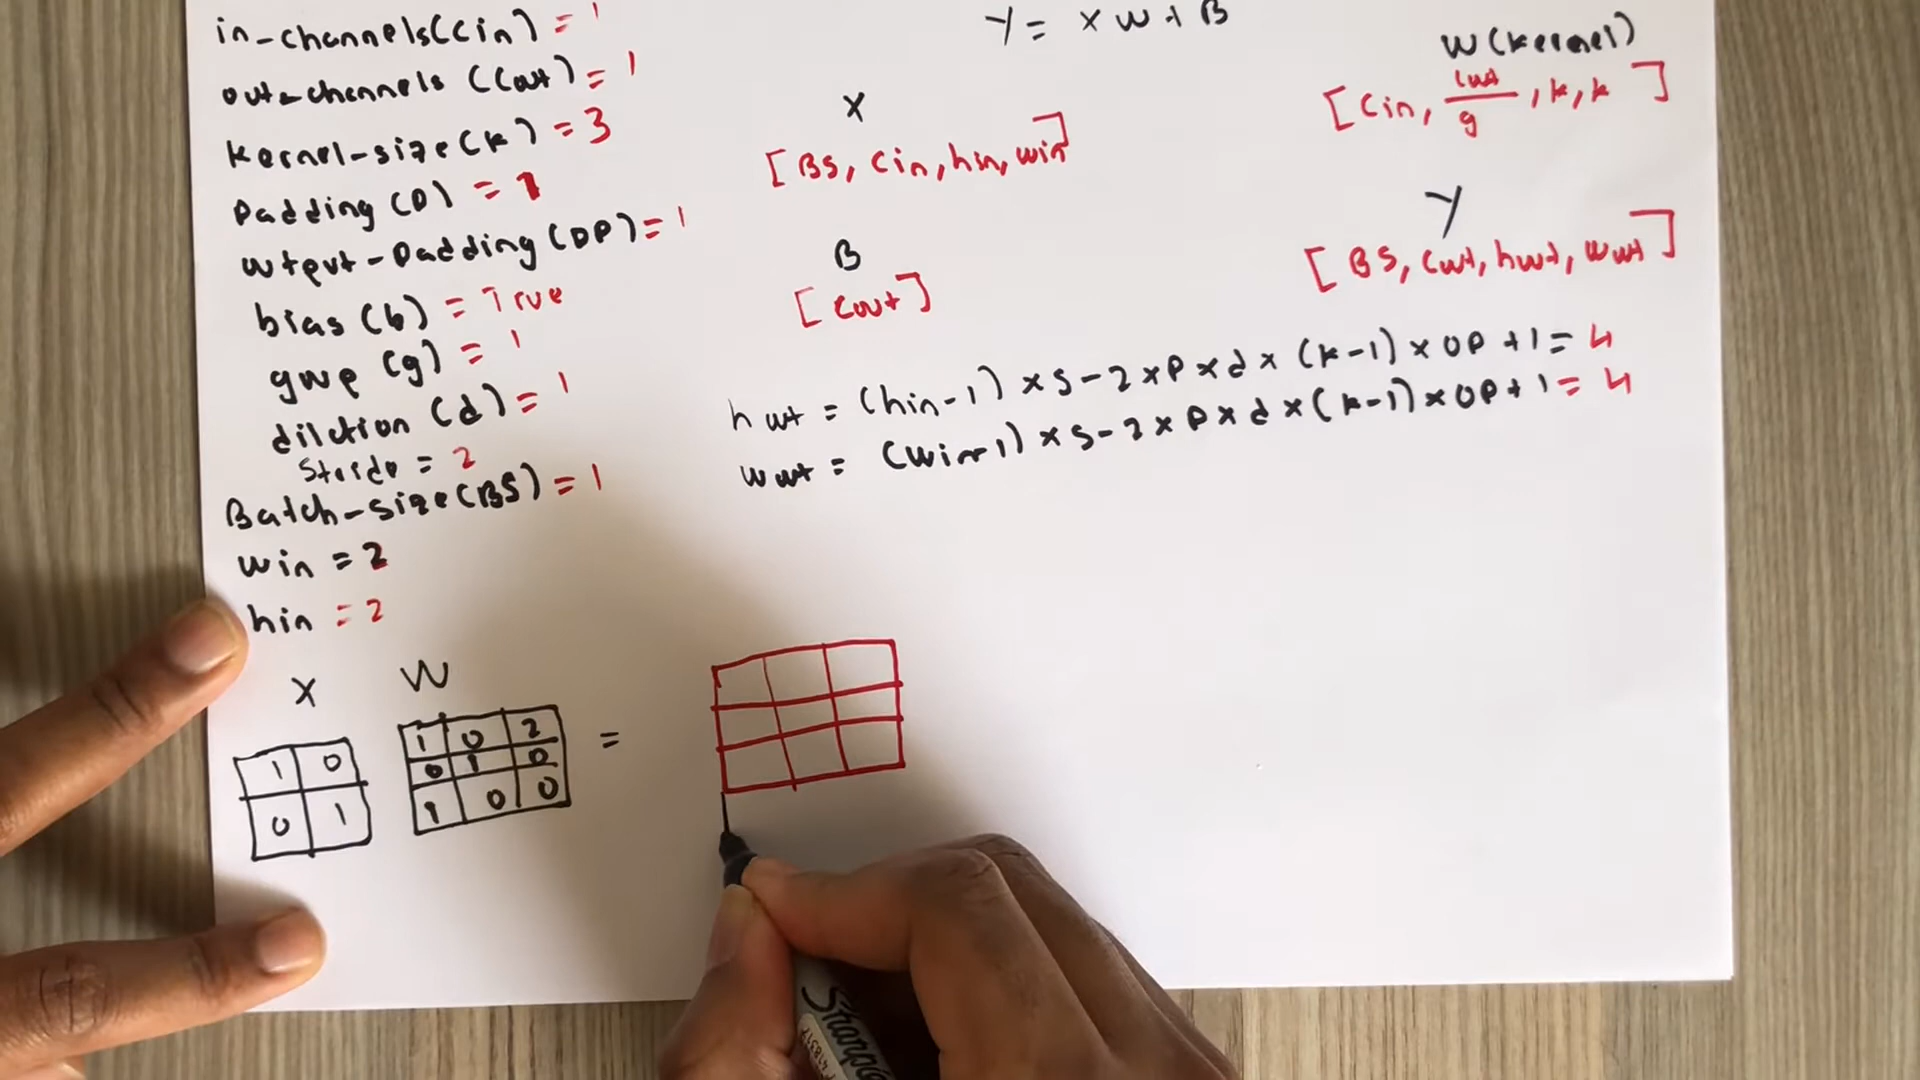 in-channels(Cin) = 1
out-channels (Cout) = 1
kernel-size(k) = 3
Padding (P) = 1
output-Padding (OP) = 1
bias (b) = True
group (g) = 1
dilation (d) = 1
Stride = 2
Batch-size(BS) = 1
win = 2
hin = 2
Y = X W + B
X
[BS, Cin, hin, win]
B
[Cout]
W (kernel)
[Cin, Cout/g, k, k]
Y
[BS, Cout, hout, wout]
hout = (hin-1) × S - 2 × P × d × (k-1) × OP + 1 = 4
wout = (win-1) × S - 2 × P × d × (k-1) × OP + 1 = 4
X W
1 0
0 1
1 0 2
0 1 0
1 0 0
=
Sharpie